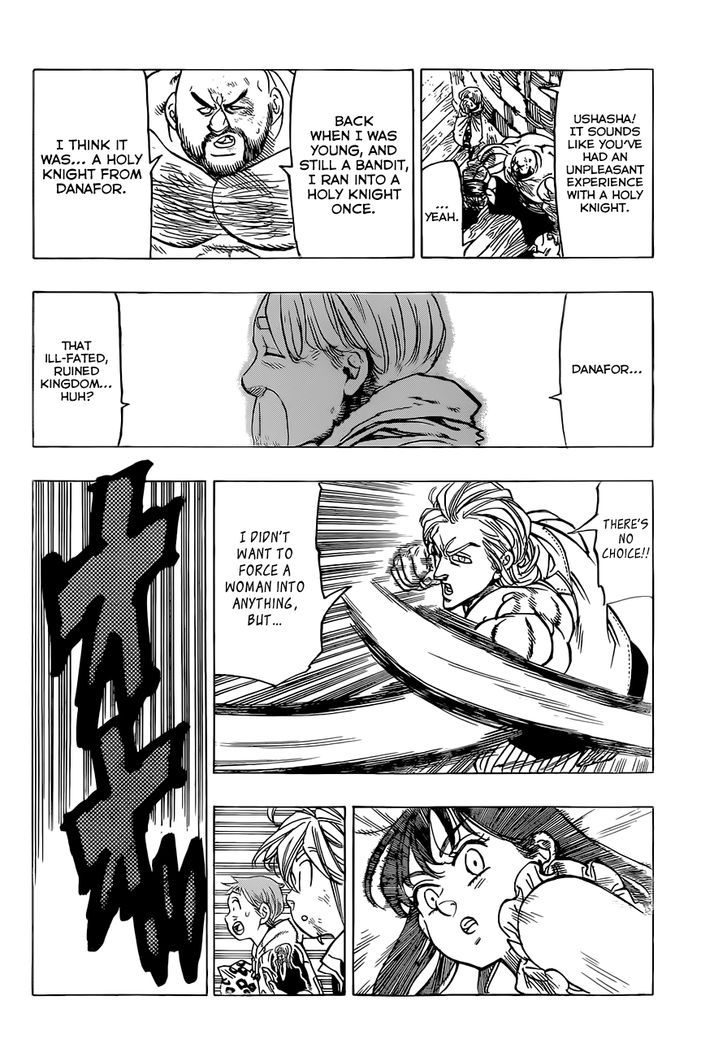 USHASHA!
IT SOUNDS
LIKE YOU'VE
HAD AN
UNPLEASANT
EXPERIENCE
WITH A HOLY
KNIGHT.
...
YEAH.
BACK
WHEN I WAS
YOUNG, AND
STILL A BANDIT,
I RAN INTO A
HOLY KNIGHT
ONCE.
I THINK IT
WAS... A HOLY
KNIGHT FROM
DANAFOR.
DANAFOR...
THAT
ILL-FATED,
RUINED
KINGDOM...
HUH?
THERE'S
NO
CHOICE!!
I DIDN'T
WANT TO
FORCE A
WOMAN INTO
ANYTHING,
BUT...
オ
オ